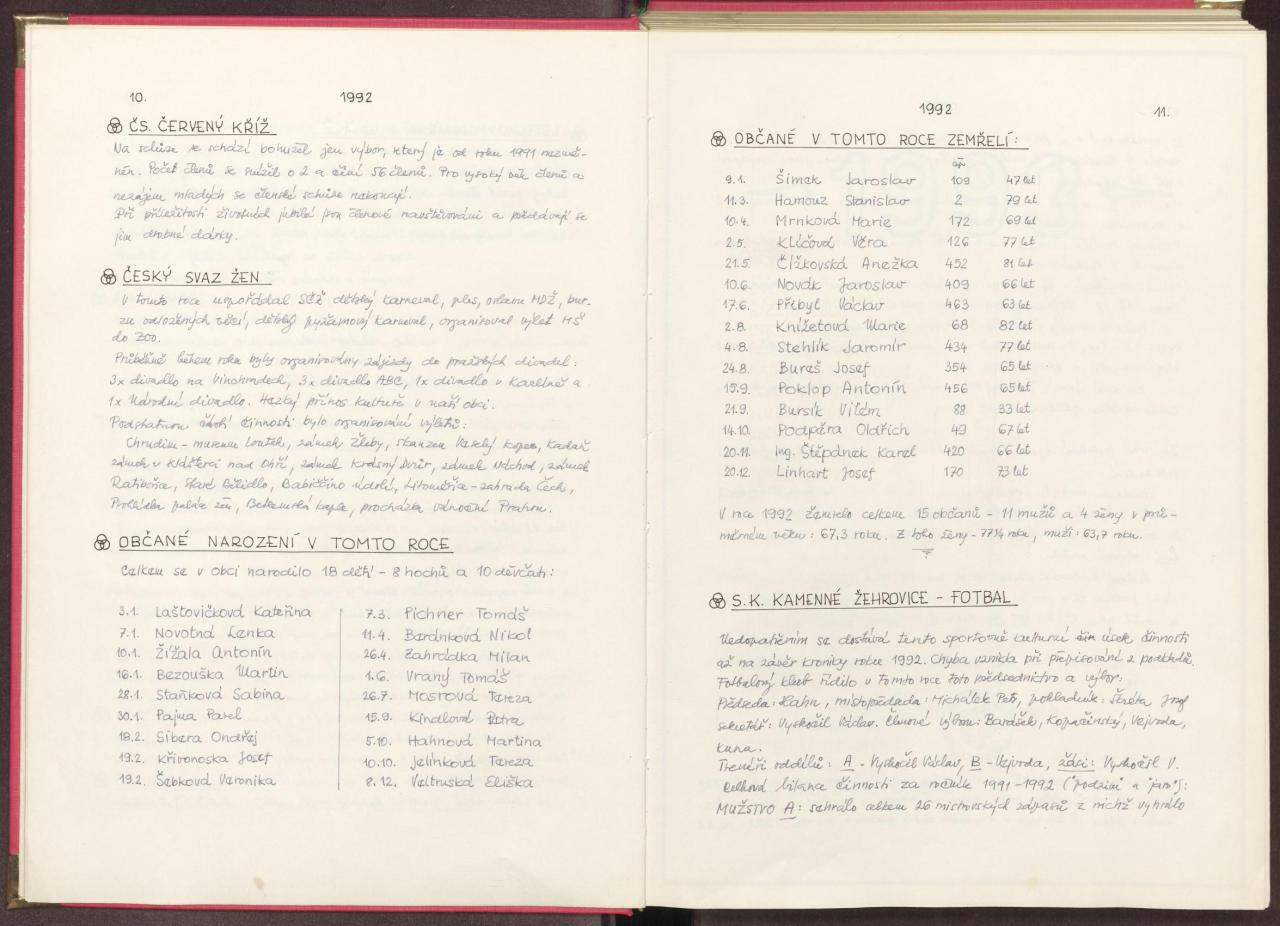 10. 1992
ČS. ČERVENÝ KŘÍŽ
Na schůze se schází bohužel jen výbor, který je od roku 1991 nezmě-
něn. Počet členů se snížil o 2 a činí 56 členů. Pro vysoký věk členů a
nezájem mladých se členské schůze nekonají.
Při příležitosti životních jubileí jsou členové navštěvováni a předávají se
jim drobné dárky.
ČESKÝ SVAZ ŽEN
V tomto roce uspořádal SČŽ dětský karneval, ples, oslavu MDŽ, bur-
zu odložených věcí, dětský pyžamový karneval, organizoval výlet MŠ
do ZOO.
Průběžně během roku byly organizovány zájezdy do pražských divadel:
3x divadlo na Vinohradech, 3x divadlo ABC, 1x divadlo v Karlíně a
1x Národní divadlo. Hezký přínos kultuře v naší obci.
Podstatnou částí činnosti bylo organizování výletů:
Chrudim - museum loutek, zámek Žleby, skanzen Veselý Kopec, Kadaň
zámek v Klášterci nad Ohří, zámek Krásný Dvůr, zámek Náchod, zámek
Ratibořice, Staré Bělidlo, Babiččino údolí, Litoměřice - zahrada Čech,
Prohlídka Betlemská kaple, procházka vánoční Prahou.
OBČANÉ NAROZENÍ V TOMTO ROCE
Celkem se v obci narodilo 18 dětí - 8 hochů a 10 děvčat:
3.1. Laštovičková Kateřina
7.1. Novotná Lenka
10.1. Žížala Antonín
16.1. Bezouška Martin
28.1. Staňková Sabina
30.1. Pajua Pavel
19.2. Sibera Ondřej
19.2. Křivonoska Josef
19.2. Šebková Veronika
7.3. Pichner Tomáš
11.4. Beránková Nikol
26.4. Zahrádka Milan
1.6. Vraný Tomáš
26.7. Mosrová Tereza
15.9. Kindlová Petra
5.10. Hahnová Martina
10.10. Jelínková Tereza
8.12. Veltruská Eliška
1992 11.
OBČANÉ V TOMTO ROCE ZEMŘELÍ:
čp
9.1. Šimek Jaroslav 109 47 let
11.3. Hamouz Stanislav 2 79 let
10.4. Mrnková Marie 172 69 let
2.5. Klíčová Věra 126 77 let
21.5. Čížkovská Anežka 452 81 let
10.6. Novák Jaroslav 409 66 let
17.6. Přibyl Václav 463 63 let
2.8. Knížetová Marie 68 82 let
4.8. Stehlík Jaromír 434 77 let
24.8. Bureš Josef 354 65 let
15.9. Poklop Antonín 456 65 let
21.9. Bursík Vilém 88 33 let
14.10. Podpěra Oldřich 49 67 let
20.11. Ing. Štěpánek Karel 420 66 let
20.12. Linhart Josef 170 73 let
V roce 1992 zemřelo celkem 15 občanů - 11 mužů a 4 ženy v prů-
měrném věku: 67,3 roku. Z toho ženy - 77¼ roku, muži: 63,7 roku.
S.K. KAMENNÉ ŽEHROVICE - FOTBAL
Nedopatřením se dostává tento sportovně kulturní úsek činnosti
až na závěr kroniky roku 1992. Chyba vznikla při přepisování z podkladů.
Fotbalový klub řídilo v tomto roce toto předsednictvo a výbor:
Předseda: Hahn, místopředseda: Michálek Petr, pokladník: Škréta Josef
sekretář: Vyskočil Václav. Členové výboru: Barášek, Kopačinský, Vejvoda,
Kuna.
Trenéři oddílů: A - Vyskočil Václav, B - Vejvoda, žáci: Vyskočil V.
Celková bilance činnosti za ročník 1991-1992 ("podzim" a "jaro"):
MUŽSTVO A: sehrálo celkem 26 mistrovských zápasů z nichž vyhrálo